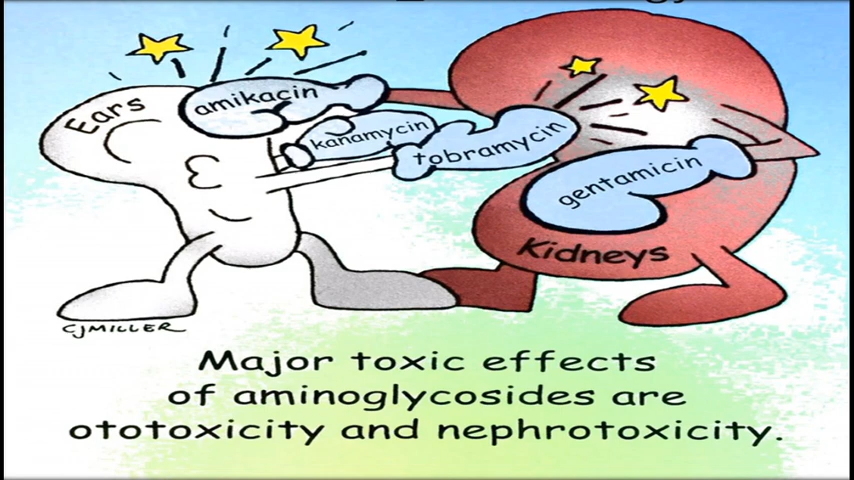 Ears
amikacin
kanamycin
tobramycin
gentamicin
Kidneys
CJMILLER
Major toxic effects
of aminoglycosides are
ototoxicity and nephrotoxicity.